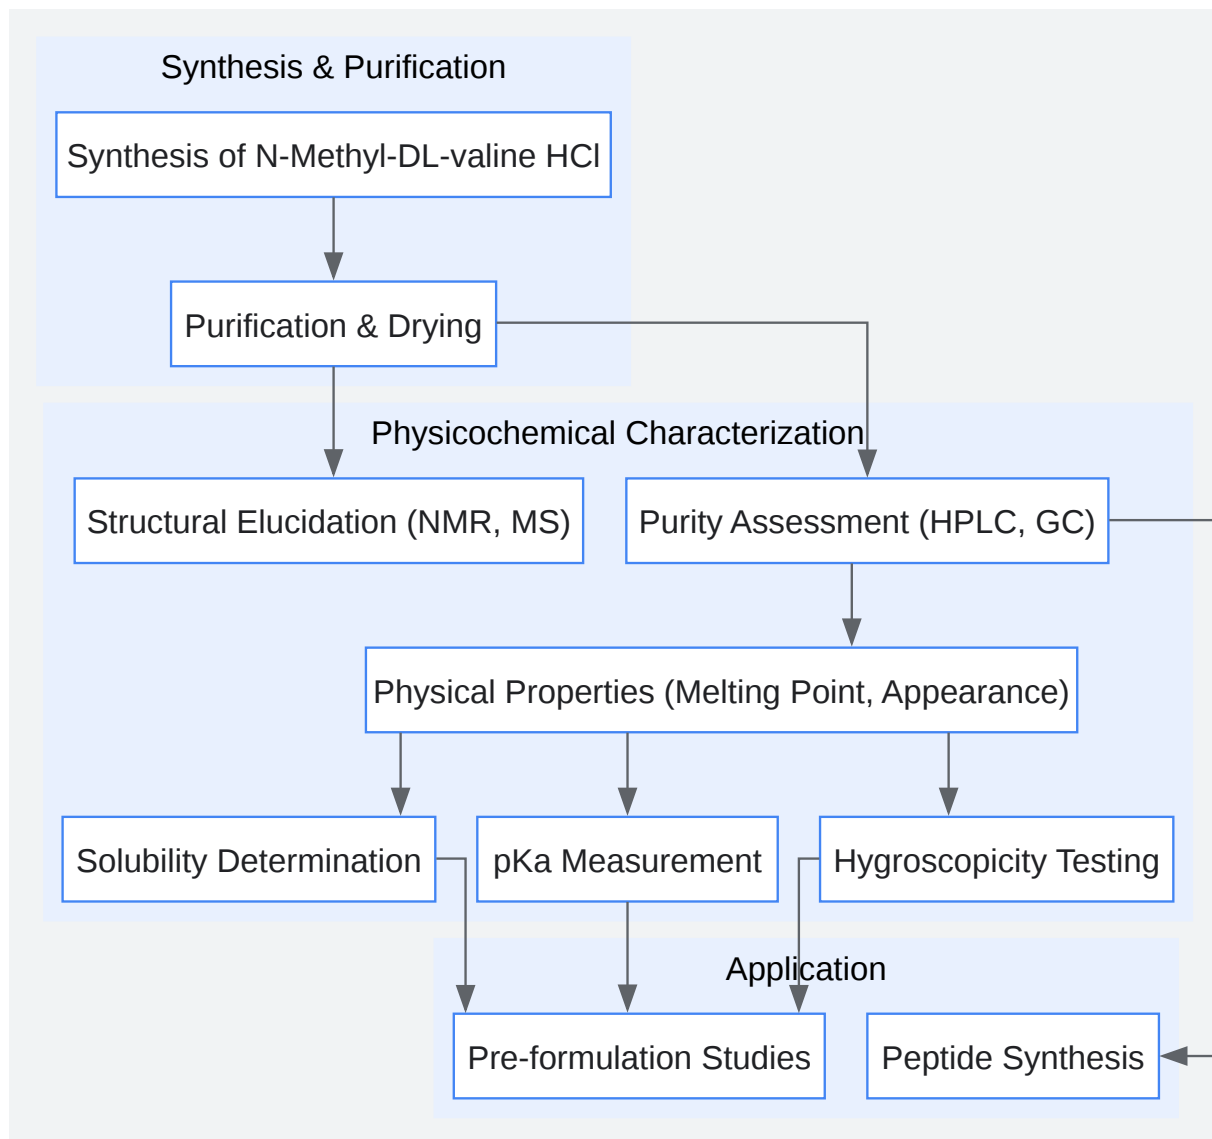 Synthesis & Purification
Synthesis of N-Methyl-DL-valine HCl
Purification & Drying
Physicochemical Characterization
Structural Elucidation (NMR, MS)
Purity Assessment (HPLC, GC)
Physical Properties (Melting Point, Appearance)
Solubility Determination
pKa Measurement
Hygroscopicity Testing
Application
Pre-formulation Studies
Peptide Synthesis